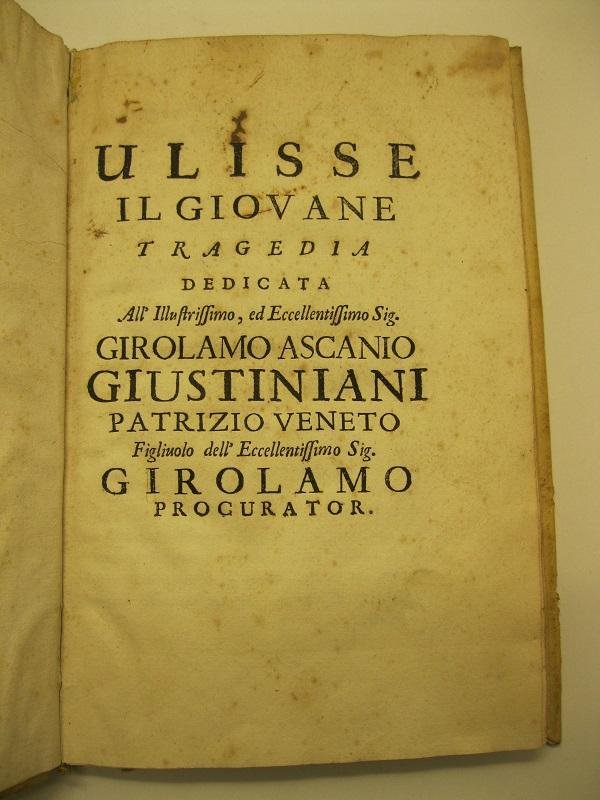 ULISSE
IL GIOVANE
TRAGEDIA
DEDICATA
All' Illuſtriſſimo, ed Eccellentiſſimo Sig.
GIROLAMO ASCANIO
GIUSTINIANI
PATRIZIO VENETO
Figliuolo dell' Eccellentiſſimo Sig.
GIROLAMO
PROCURATOR.